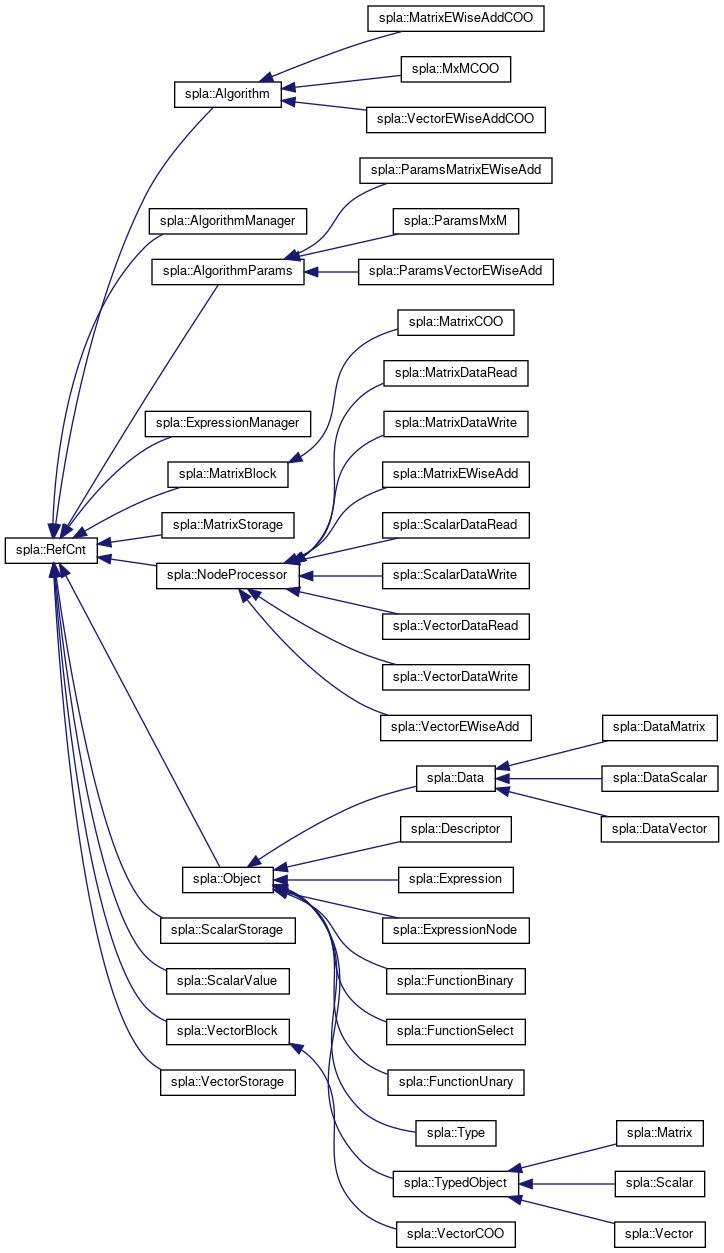 spla::MatrixEWiseAddCOO
spla::MxMCOO
spla::Algorithm
spla::VectorEWiseAddCOO
spla::ParamsMatrixEWiseAdd
spla::AlgorithmManager
spla::ParamsMxM
spla::AlgorithmParams
spla::ParamsVectorEWiseAdd
spla::MatrixCOO
spla::MatrixDataRead
spla::ExpressionManager
spla::MatrixDataWrite
spla::MatrixBlock
spla::MatrixEWiseAdd
spla::MatrixStorage
spla::ScalarDataRead
spla::RefCnt
spla::NodeProcessor
spla::ScalarDataWrite
spla::VectorDataRead
spla::VectorDataWrite
spla::VectorEWiseAdd
spla::DataMatrix
spla::Data
spla::DataScalar
spla::Descriptor
spla::DataVector
spla::Object
spla::Expression
spla::ScalarStorage
spla::ExpressionNode
spla::ScalarValue
spla::FunctionBinary
spla::VectorBlock
spla::FunctionSelect
spla::VectorStorage
spla::FunctionUnary
spla::Type
spla::Matrix
spla::TypedObject
spla::Scalar
spla::VectorCOO
spla::Vector